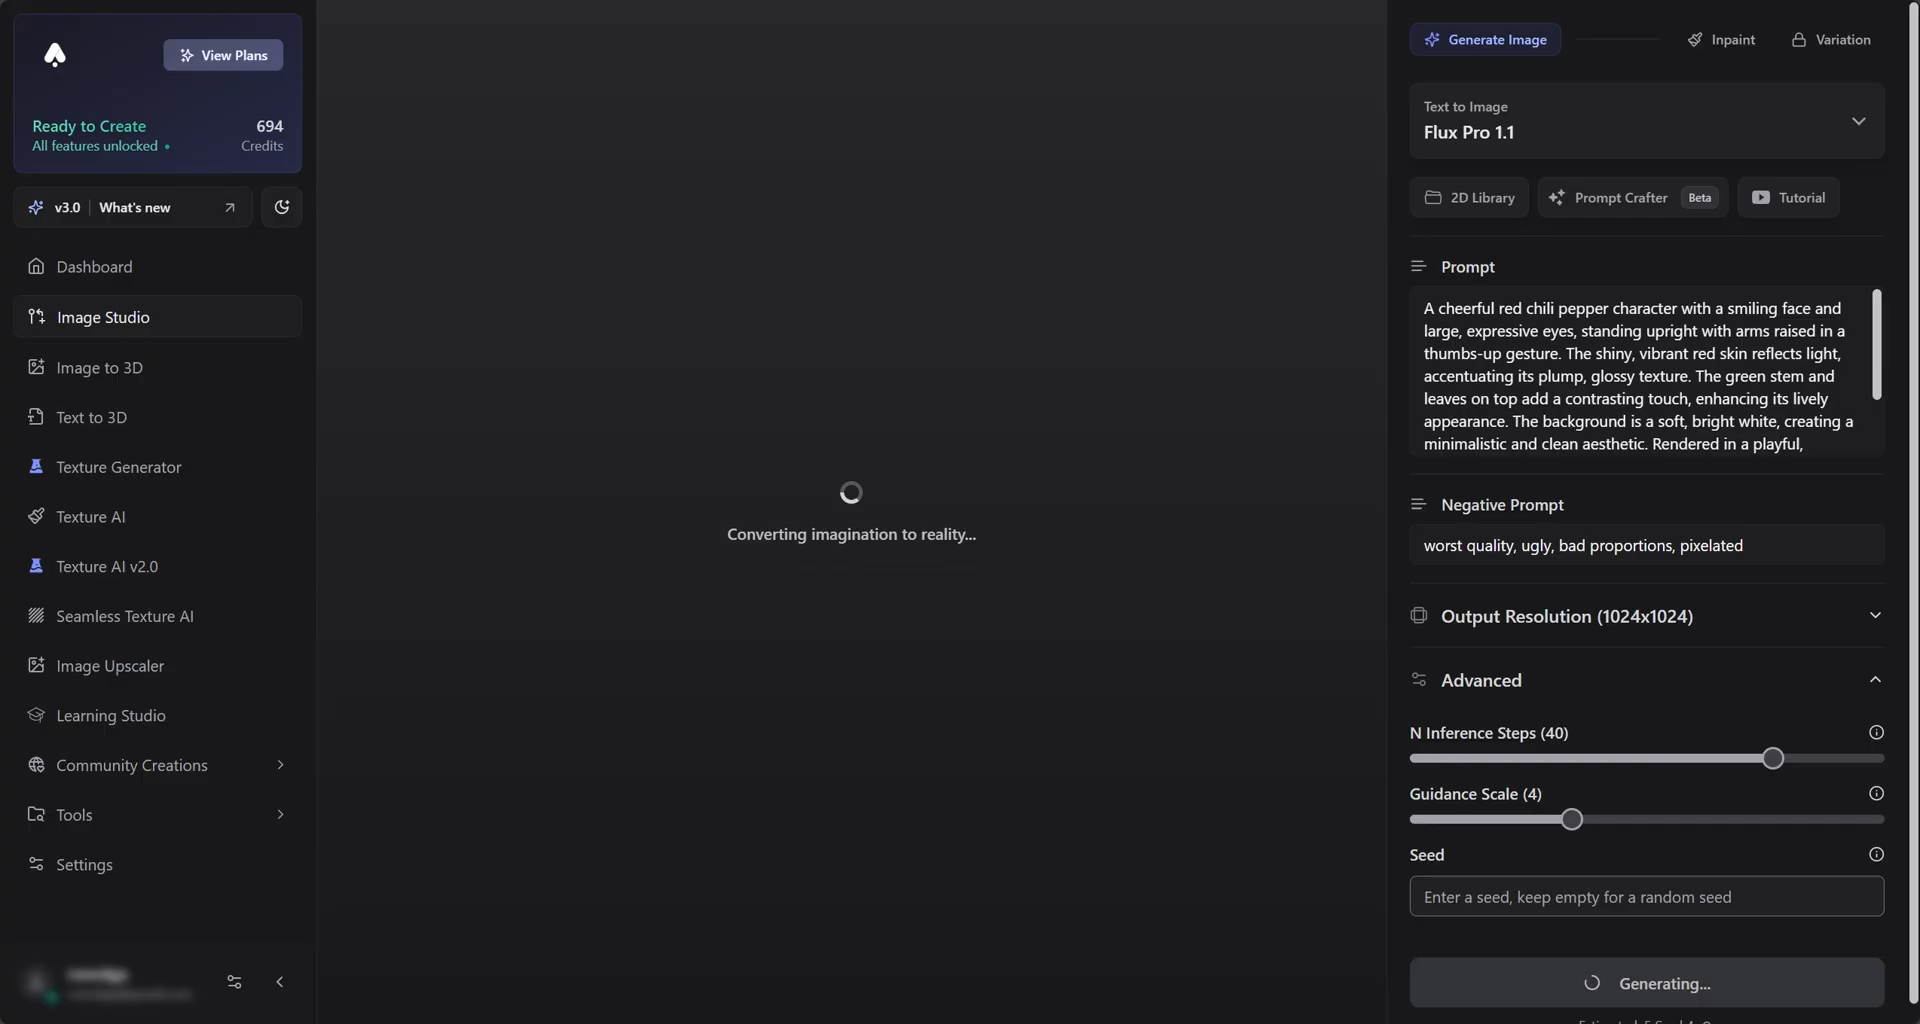 View Plans
Ready to Create
694
All features unlocked
Credits
v3.0
What's new
Dashboard
Image Studio
Image to 3D
Text to 3D
Texture Generator
Texture AI
Texture AI v2.0
Seamless Texture AI
Image Upscaler
Learning Studio
Community Creations
Tools
Settings
Converting imagination to reality...
Generate Image
Inpaint
Variation
Text to Image
Flux Pro 1.1
2D Library
Prompt Crafter
Beta
Tutorial
Prompt
A cheerful red chili pepper character with a smiling face and
large, expressive eyes, standing upright with arms raised in a
thumbs-up gesture. The shiny, vibrant red skin reflects light,
accentuating its plump, glossy texture. The green stem and
leaves on top add a contrasting touch, enhancing its lively
appearance. The background is a soft, bright white, creating a
minimalistic and clean aesthetic. Rendered in a playful,
Negative Prompt
worst quality, ugly, bad proportions, pixelated
Output Resolution (1024x1024)
Advanced
N Inference Steps (40)
Guidance Scale (4)
Seed
Enter a seed, keep empty for a random seed
Generating...